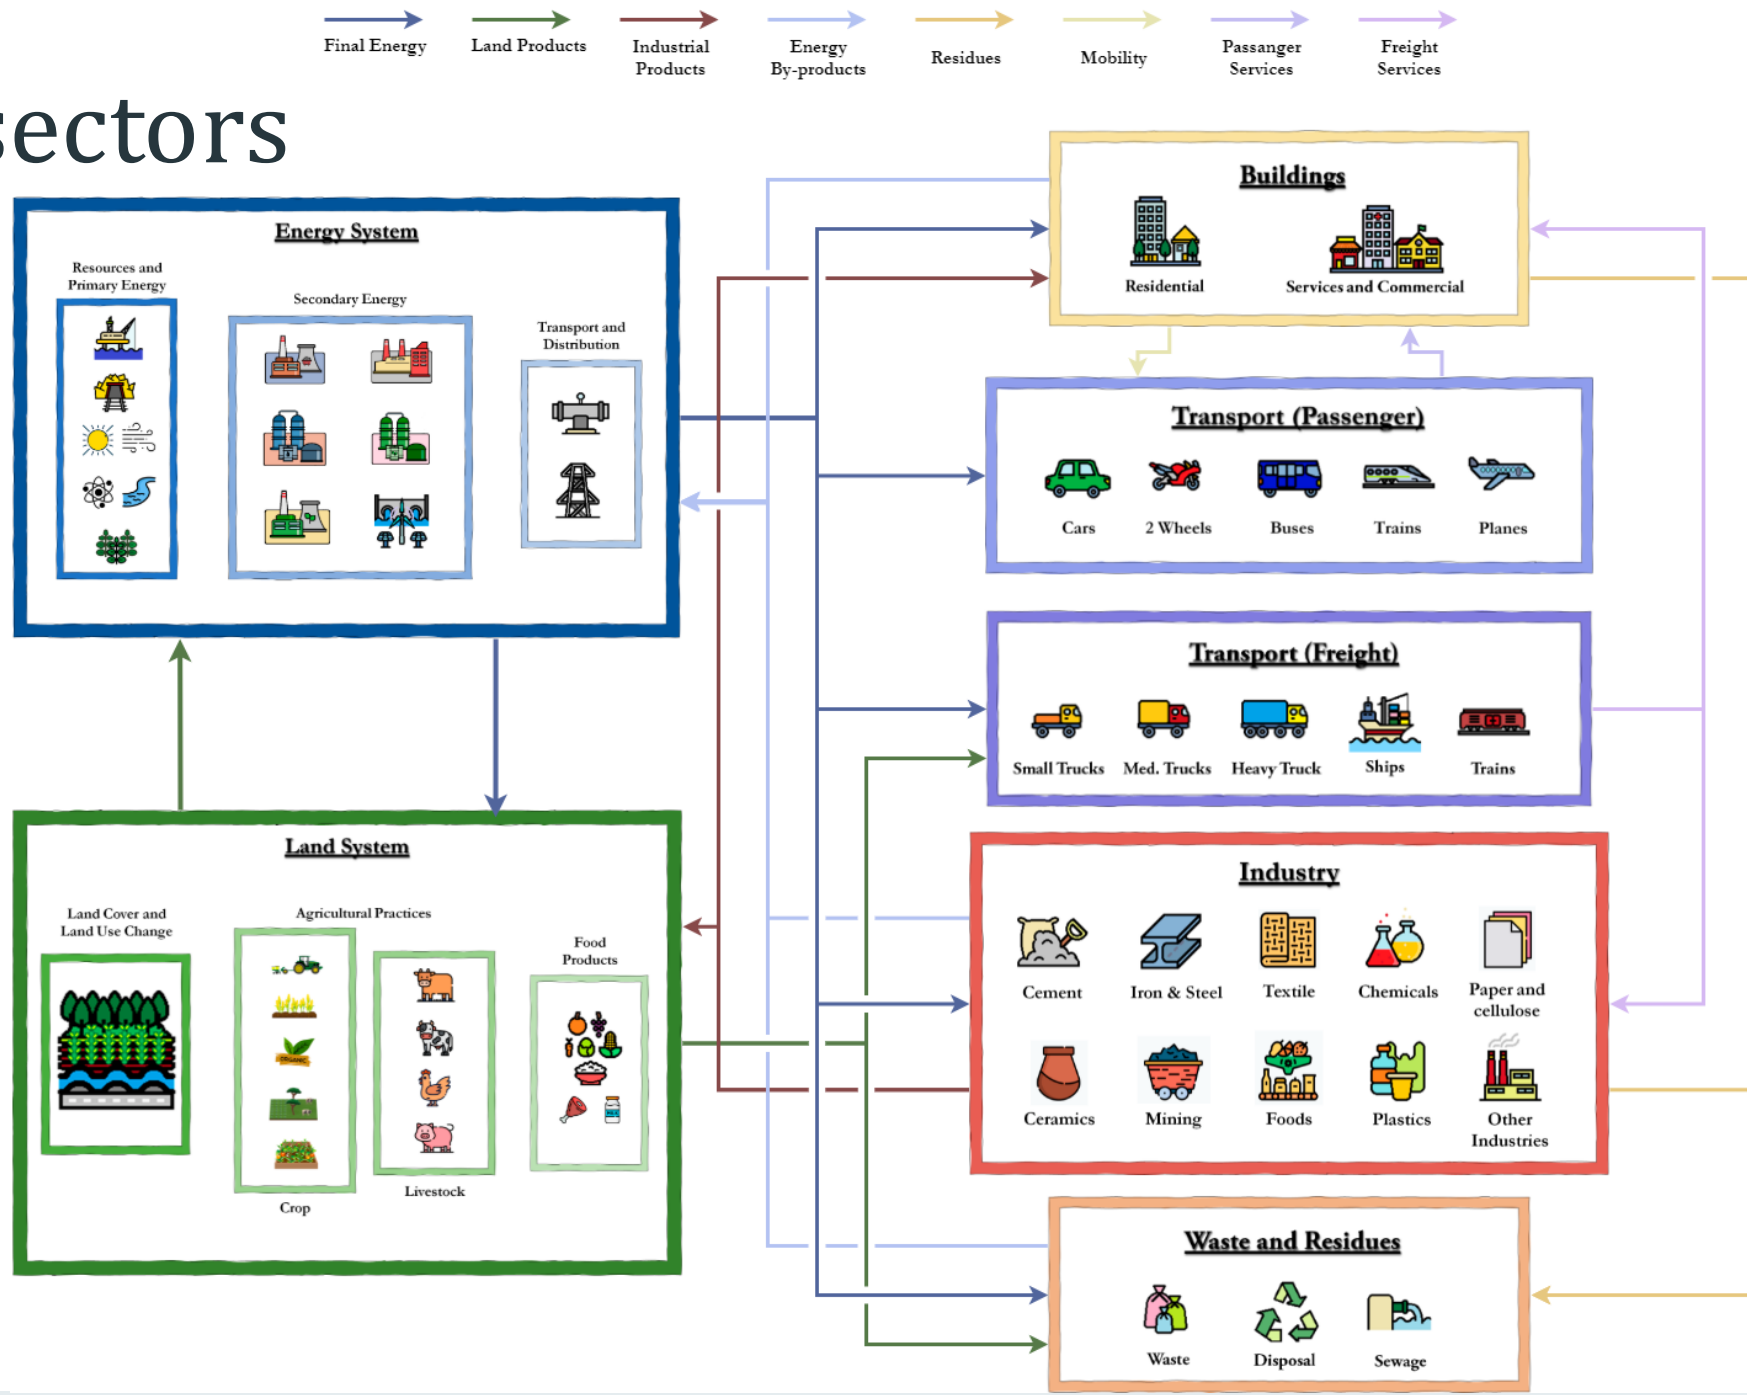 Final Energy
Land Products
Industrial
Products
Energy
By-products
Residues
Mobility
Passanger
Services
Freight
Services
sectors
Energy System
Resources and
Primary Energy
Secondary Energy
Transport and
Distribution
Land System
Land Cover and
Land Use Change
Agricultural Practices
Food
Products
ORGANIC
Crop
Livestock
Buildings
Residential
Services and Commercial
Transport (Passenger)
Cars
2 Wheels
Buses
Trains
Planes
Transport (Freight)
Small Trucks
Med. Trucks
Heavy Truck
Ships
Trains
Industry
Cement
Iron & Steel
Textile
Chemicals
Paper and
cellulose
Ceramics
Mining
Foods
Plastics
Other
Industries
Waste and Residues
Waste
Disposal
Sewage